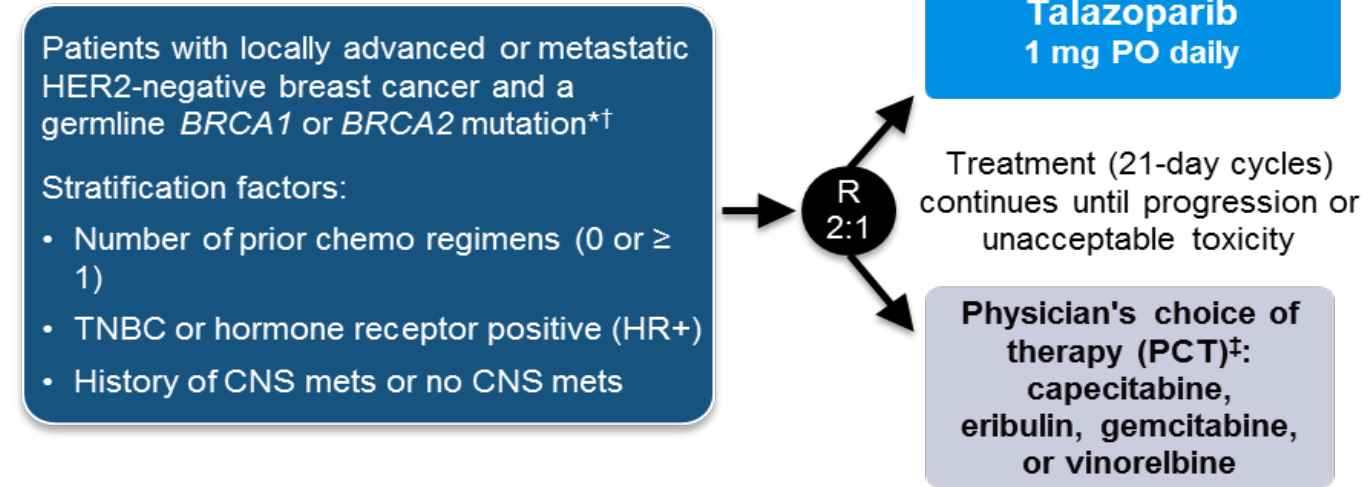 Patients with locally advanced or metastatic
HER2-negative breast cancer and a
germline BRCA1 or BRCA2 mutation*†
Stratification factors:
• Number of prior chemo regimens (0 or ≥
1)
• TNBC or hormone receptor positive (HR+)
• History of CNS mets or no CNS mets
R
2:1
Talazoparib
1 mg PO daily
Treatment (21-day cycles)
continues until progression or
unacceptable toxicity
Physician's choice of
therapy (PCT)‡:
capecitabine,
eribulin, gemcitabine,
or vinorelbine